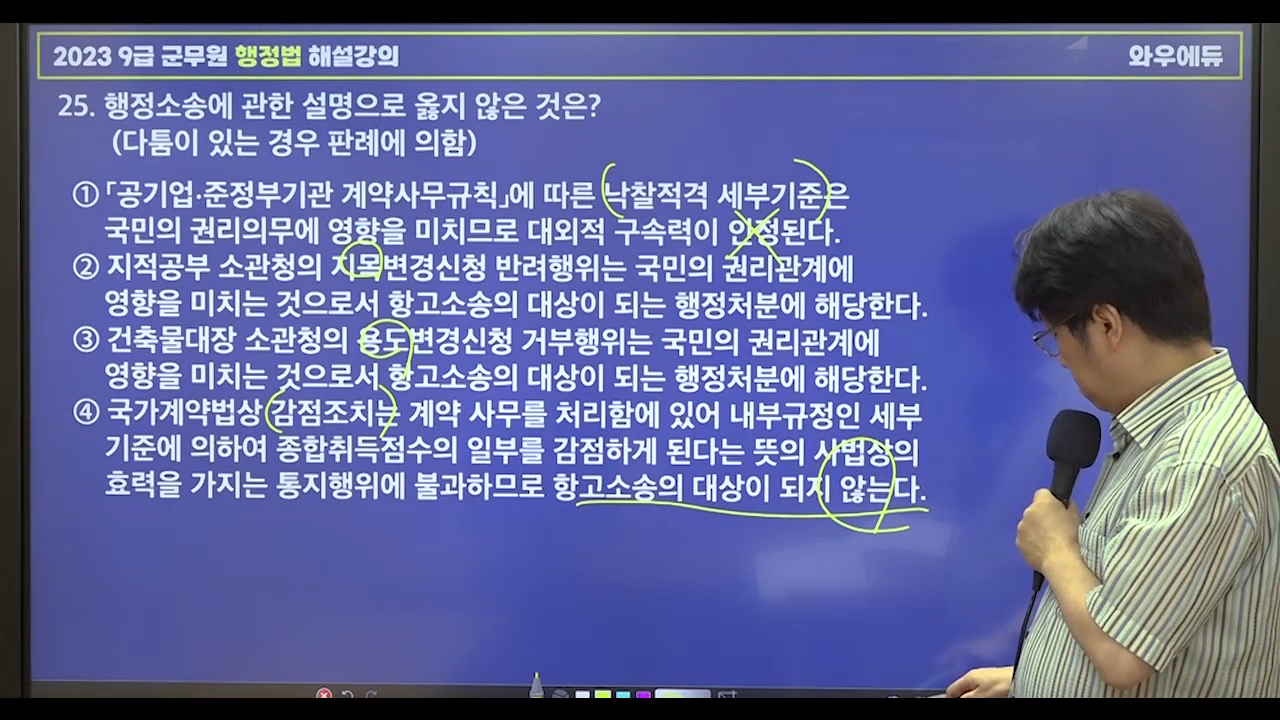 2023 9급 군무원 행정법 해설강의
와우에듀
25. 행정소송에 관한 설명으로 옳지 않은 것은?
(다툼이 있는 경우 판례에 의함)
① 「공기업·준정부기관 계약사무규칙」에 따른 낙찰적격 세부기준은
국민의 권리의무에 영향을 미치므로 대외적 구속력이 인정된다.
② 지적공부 소관청의 지목변경신청 반려행위는 국민의 권리관계에
영향을 미치는 것으로서 항고소송의 대상이 되는 행정처분에 해당한다.
③ 건축물대장 소관청의 용도변경신청 거부행위는 국민의 권리관계에
영향을 미치는 것으로서 항고소송의 대상이 되는 행정처분에 해당한다.
④ 국가계약법상 감점조치는 계약 사무를 처리함에 있어 내부규정인 세부
기준에 의하여 종합취득점수의 일부를 감점하게 된다는 뜻의 사법상의
효력을 가지는 통지행위에 불과하므로 항고소송의 대상이 되지 않는다.